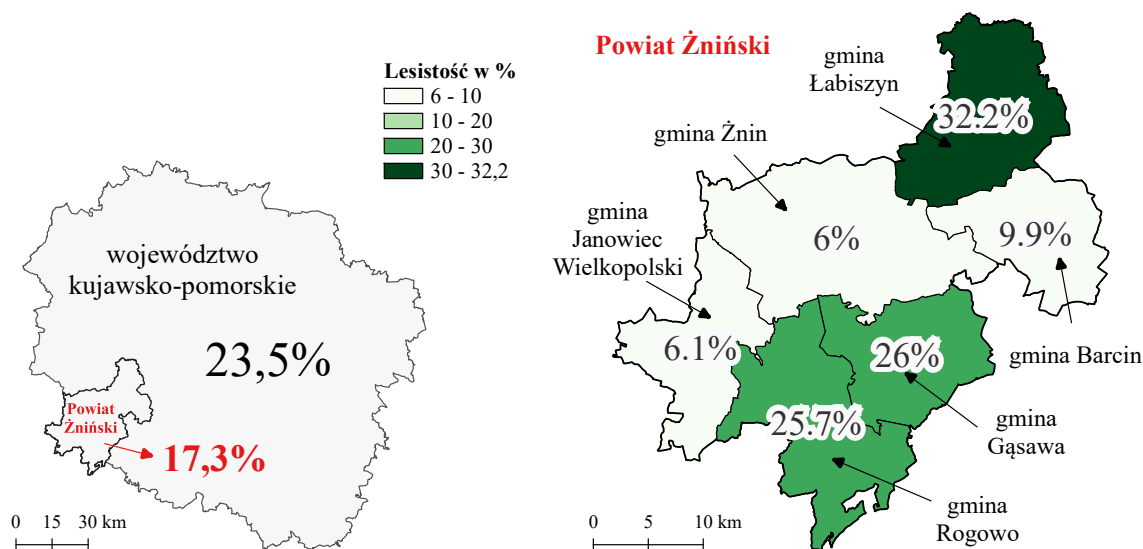 Lesistość w %
6 - 10
10 - 20
20 - 30
30 - 32,2
województwo
kujawsko-pomorskie
23,5%
Powiat
Żniński
17,3%
0 15 30 km
Powiat Żniński
gmina
Łabiszyn
32.2%
gmina Żnin
6%
gmina
Janowiec
Wielkopolski
6.1%
9.9%
gmina Barcin
26%
gmina
Gąsawa
25.7%
gmina
Rogowo
0 5 10 km